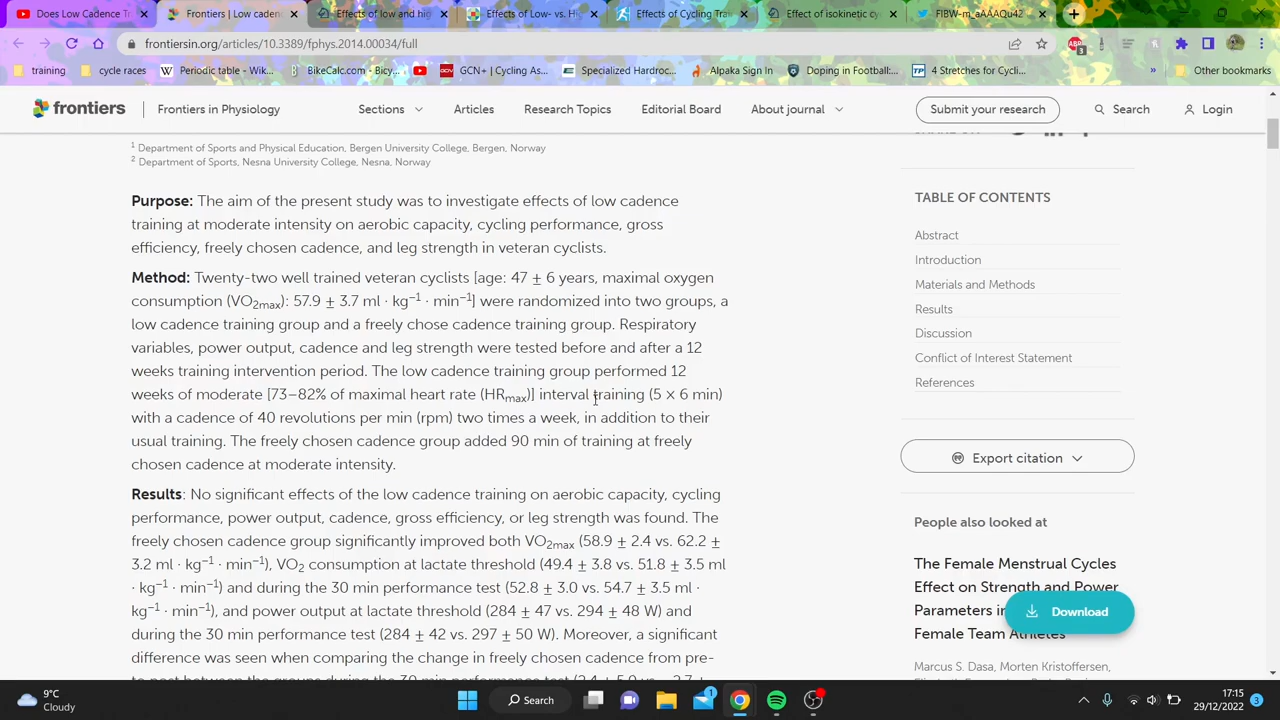 Does Low Cadence T
Frontiers | Low caden
Effects of low and hig
Effects of Low- vs. Hi
Effects of Cycling Tra
Effect of isokinetic cy
FIBW-m_aAAQu42
frontiersin.org/articles/10.3389/fphys.2014.00034/full
training
cycle races
Periodic table - Wik...
BikeCalc.com - Bicy...
GCN+ | Cycling As...
Specialized Hardroc...
Alpaka Sign In
Doping in Football:...
4 Stretches for Cycli...
»
Other bookmarks
frontiers
Frontiers in Physiology
Sections
Articles
Research Topics
Editorial Board
About journal
Submit your research
Search
Login
1 Department of Sports and Physical Education, Bergen University College, Bergen, Norway
2 Department of Sports, Nesna University College, Nesna, Norway
Purpose: The aim of the present study was to investigate effects of low cadence
training at moderate intensity on aerobic capacity, cycling performance, gross
efficiency, freely chosen cadence, and leg strength in veteran cyclists.
Method: Twenty-two well trained veteran cyclists [age: 47 ± 6 years, maximal oxygen
consumption (VO2max): 57.9 ± 3.7 ml · kg−1 · min−1] were randomized into two groups, a
low cadence training group and a freely chose cadence training group. Respiratory
variables, power output, cadence and leg strength were tested before and after a 12
weeks training intervention period. The low cadence training group performed 12
weeks of moderate [73–82% of maximal heart rate (HRmax)] interval training (5 × 6 min)
with a cadence of 40 revolutions per min (rpm) two times a week, in addition to their
usual training. The freely chosen cadence group added 90 min of training at freely
chosen cadence at moderate intensity.
Results: No significant effects of the low cadence training on aerobic capacity, cycling
performance, power output, cadence, gross efficiency, or leg strength was found. The
freely chosen cadence group significantly improved both VO2max (58.9 ± 2.4 vs. 62.2 ±
3.2 ml · kg−1 · min−1), VO2 consumption at lactate threshold (49.4 ± 3.8 vs. 51.8 ± 3.5 ml
· kg−1 · min−1) and during the 30 min performance test (52.8 ± 3.0 vs. 54.7 ± 3.5 ml ·
kg−1 · min−1), and power output at lactate threshold (284 ± 47 vs. 294 ± 48 W) and
during the 30 min performance test (284 ± 42 vs. 297 ± 50 W). Moreover, a significant
difference was seen when comparing the change in freely chosen cadence from pre-
to post between the groups during the 30 min performance test (2.4 ± 5.0 vs. −2.7 ±
TABLE OF CONTENTS
Abstract
Introduction
Materials and Methods
Results
Discussion
Conflict of Interest Statement
References
Export citation
People also looked at
The Female Menstrual Cycles
Effect on Strength and Power
Parameters in
Female Team Athletes
Download
Marcus S. Dasa, Morten Kristoffersen,
9°C
Cloudy
Search
1
17:15
29/12/2022
3